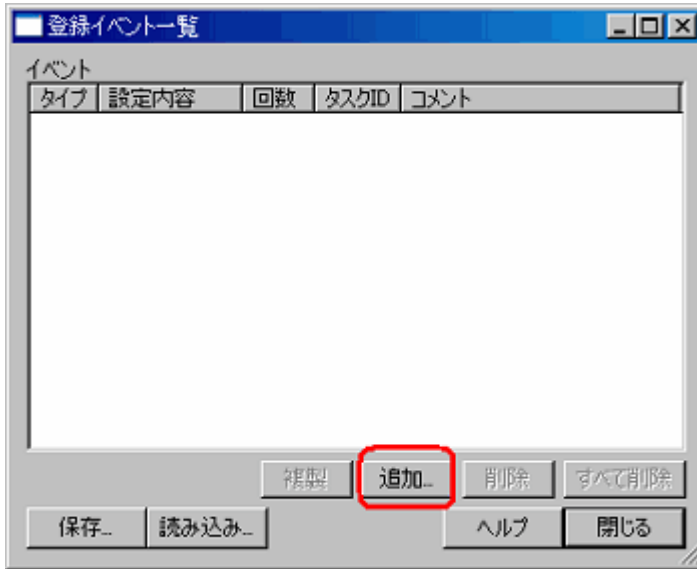 登録イベント一覧
イベント
タイプ 設定内容 回数 タスクID コメント
複製 追加... 削除 すべて削除
保存... 読み込み... ヘルプ 閉じる